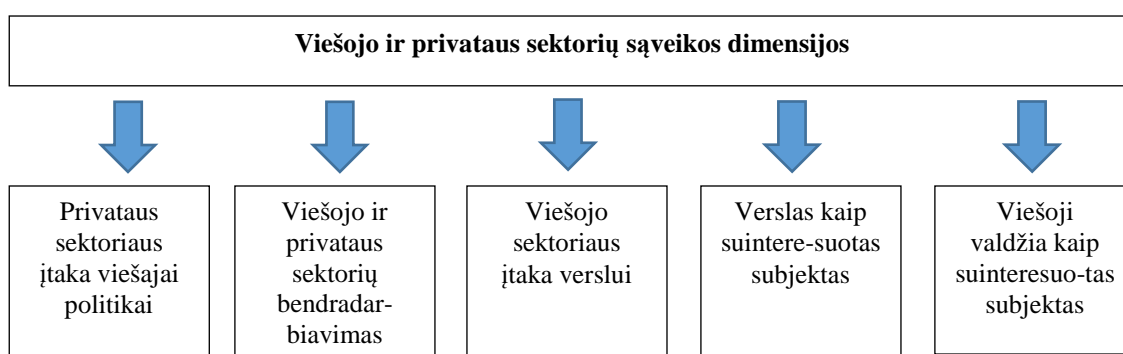 Viešojo ir privataus sektorių sąveikos dimensijos
Privataus
sektoriaus
įtaka viešajai
politikai
Viešojo ir
privataus
sektorių
bendradar-
biavimas
Viešojo
sektoriaus
įtaka verslui
Verslas kaip
suintere-suotas
subjektas
Viešoji
valdžia kaip
suinteresuo-tas
subjektas